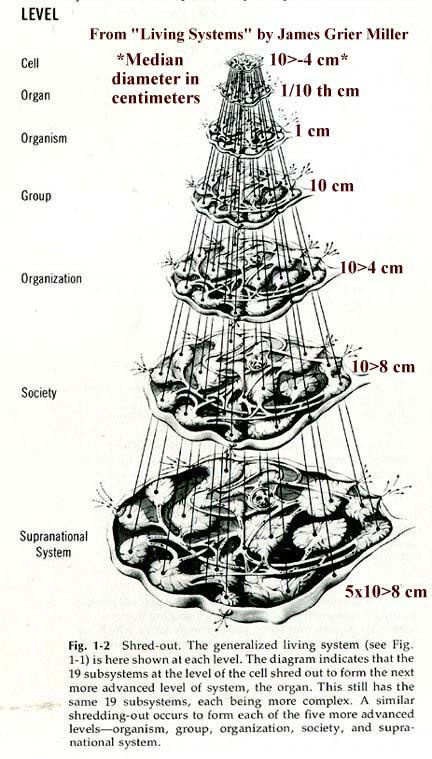 LEVEL
From "Living Systems" by James Grier Miller
Cell
*Median
diameter in
centimeters
10>-4 cm*
Organ
1/10 th cm
Organism
1 cm
Group
10 cm
Organization
10>4 cm
Society
10>8 cm
Supranational
System
5x10>8 cm
Fig. 1-2 Shred-out. The generalized living system (see Fig.
1-1) is here shown at each level. The diagram indicates that the
19 subsystems at the level of the cell shred out to form the next
more advanced level of system, the organ. This still has the
same 19 subsystems, each being more complex. A similar
shredding-out occurs to form each of the five more advanced
levels—organism, group, organization, society, and supra-
national system.